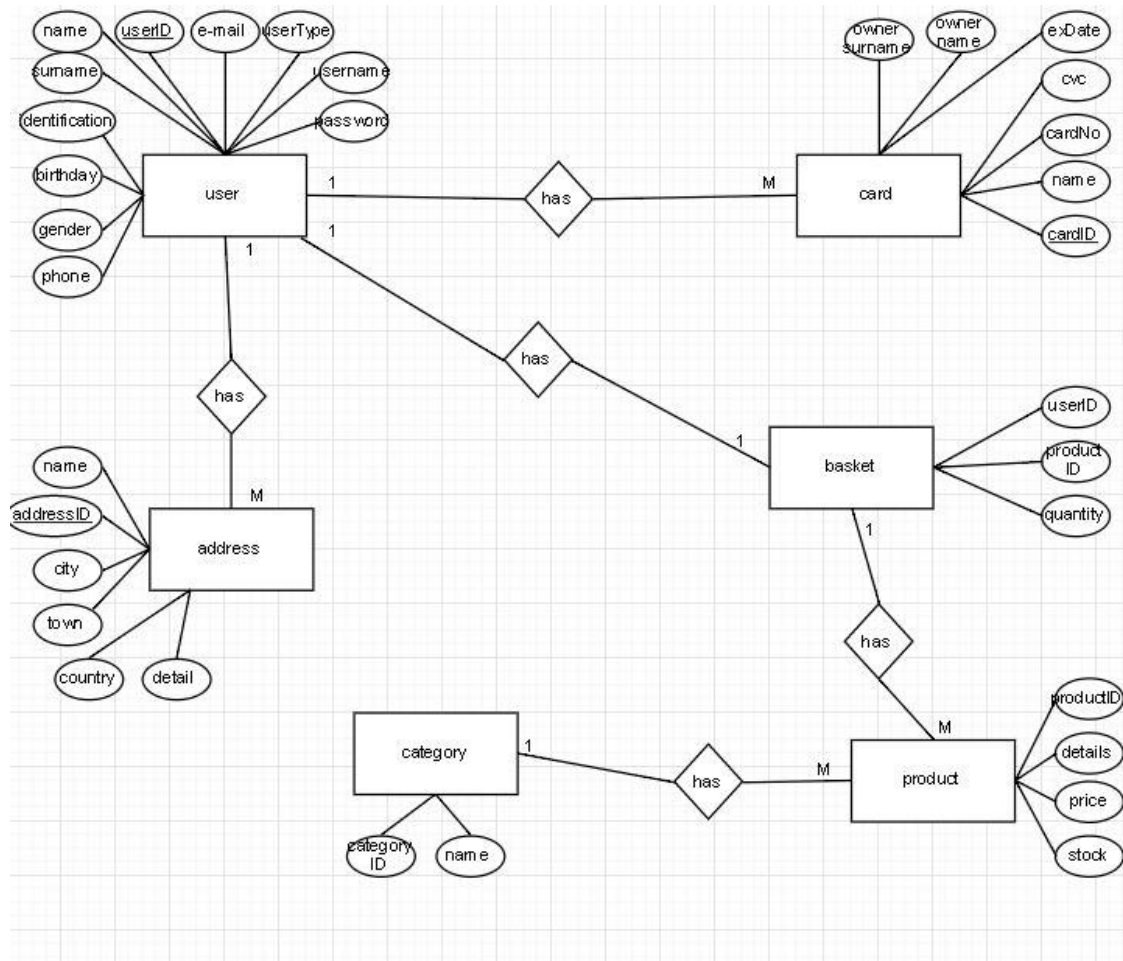 name
userID
e-mail
userType
owner
surname
owner
name
exDate
surname
username
cvc
identification
password
cardNo
birthday
user
1
has
M
card
name
gender
1
1
cardID
phone
has
has
userID
name
1
basket
product
ID
M
addressID
quantity
address
1
city
town
has
country
detail
productID
M
category
1
details
has
M
product
price
category
ID
name
stock